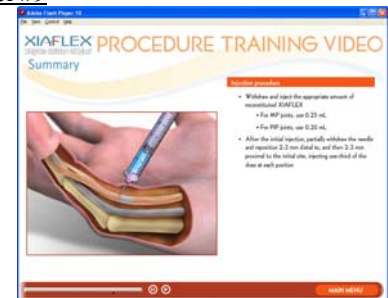 Adobe Flash Player 10
File View Control Help
XIAFLEX PROCEDURE TRAINING VIDEO
Summary
Injection procedure
• Withdraw and inject the appropriate amount of
reconstituted XIAFLEX
• For MP joints, use 0.25 mL
• For PIP joints, use 0.20 mL
• After the initial injection, partially withdraw the needle
and reposition 2-3 mm distal to, and then 2-3 mm
proximal to the initial site, injecting one-third of the
dose at each position
MAIN MENU